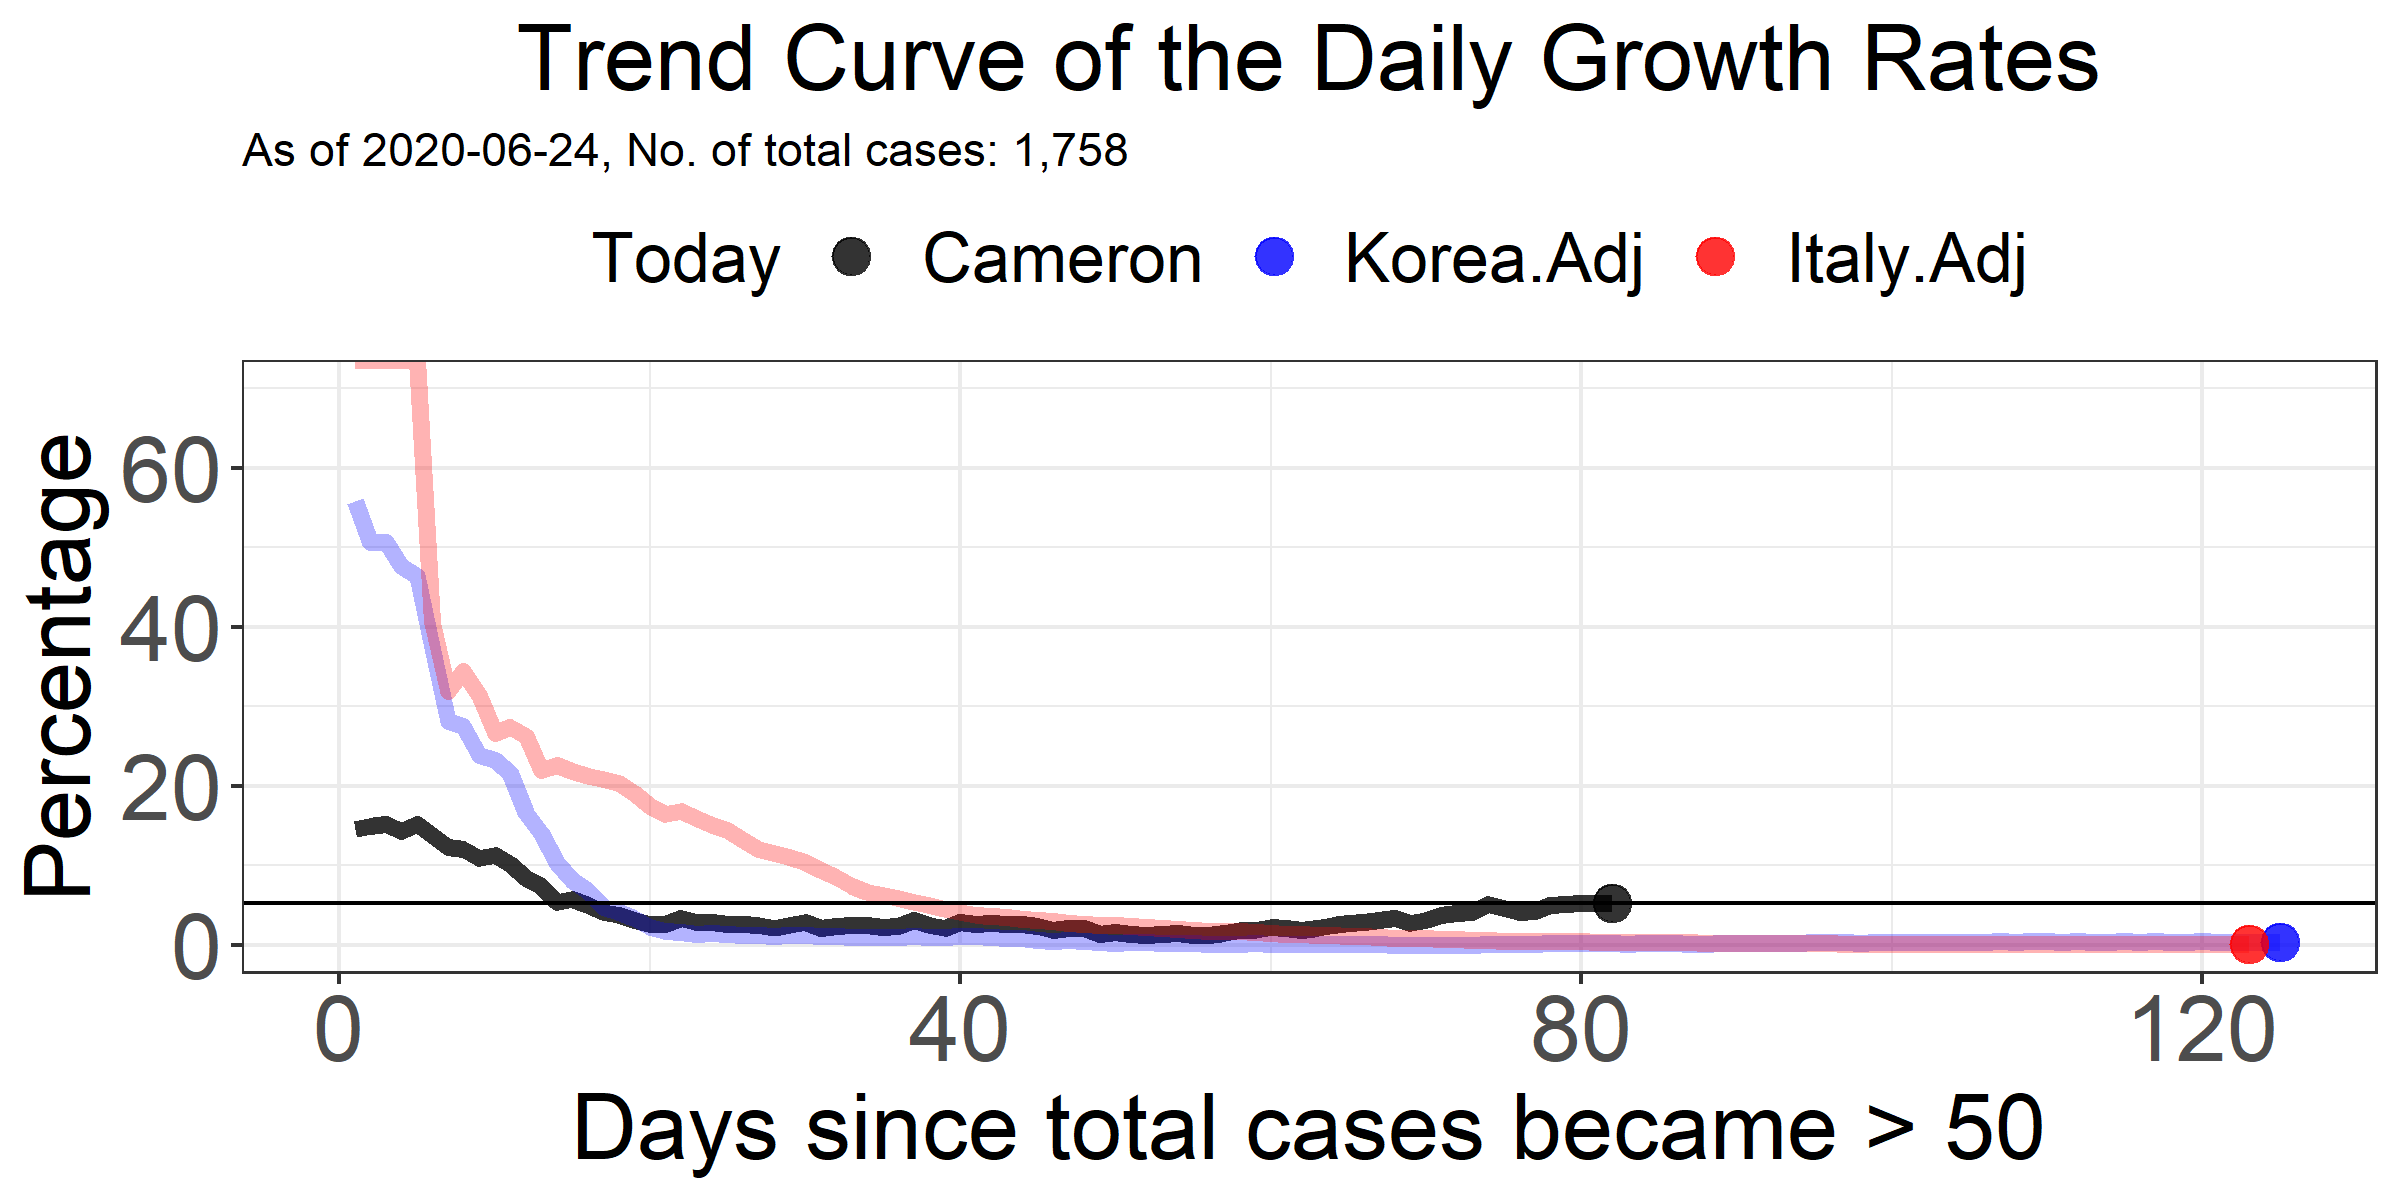 Trend Curve of the Daily Growth Rates
As of 2020-06-24, No. of total cases: 1,758
Today Cameron Korea.Adj Italy.Adj
Percentage
60
40
20
0
0 40 80 120
Days since total cases became > 50